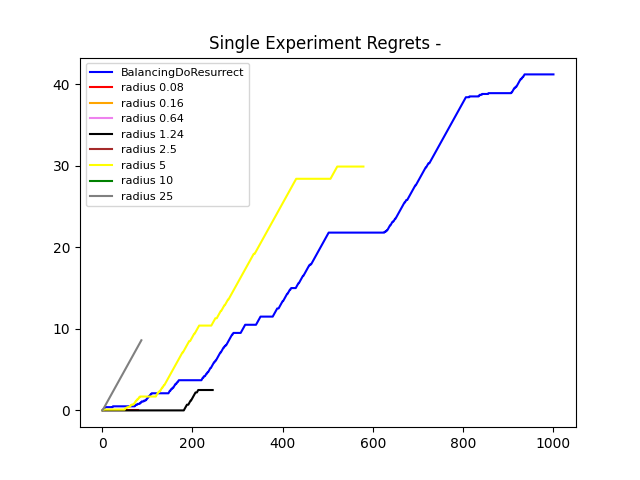 Single Experiment Regrets -
BalancingDoResurrect
radius 0.08
radius 0.16
radius 0.64
radius 1.24
radius 2.5
radius 5
radius 10
radius 25
40
30
20
10
0
0 200 400 600 800 1000